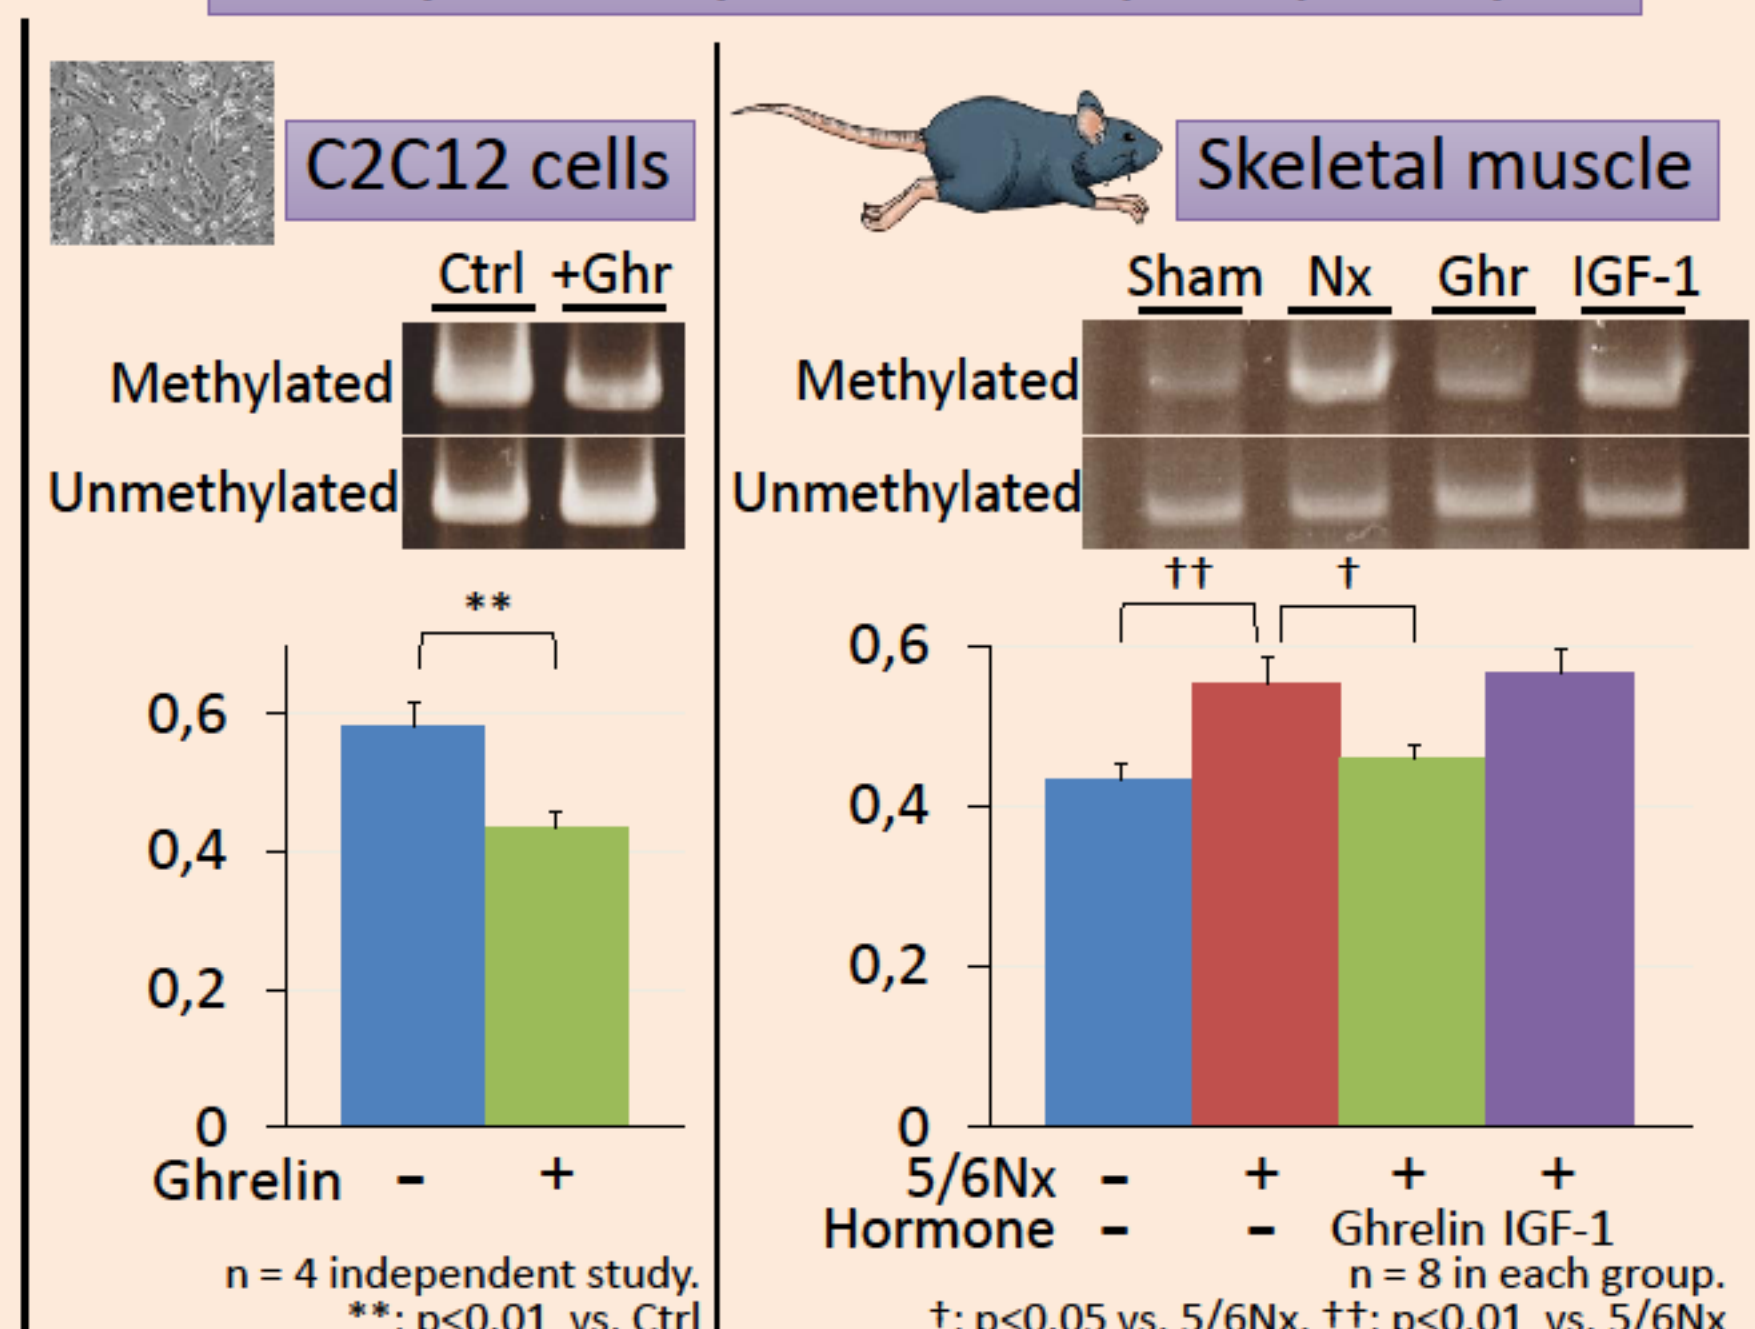 C2C12 cells
Ctrl +Ghr
Methylated
Unmethylated
**
0,6
0,4
0,2
0
Ghrelin - +
n = 4 independent study.
**: p<0.01 vs. Ctrl
Skeletal muscle
Sham Nx Ghr IGF-1
Methylated
Unmethylated
†† †
0,6
0,4
0,2
0
5/6Nx - + + +
Hormone - - Ghrelin IGF-1
n = 8 in each group.
†: p<0.05 vs. 5/6Nx, ††: p<0.01 vs. 5/6Nx